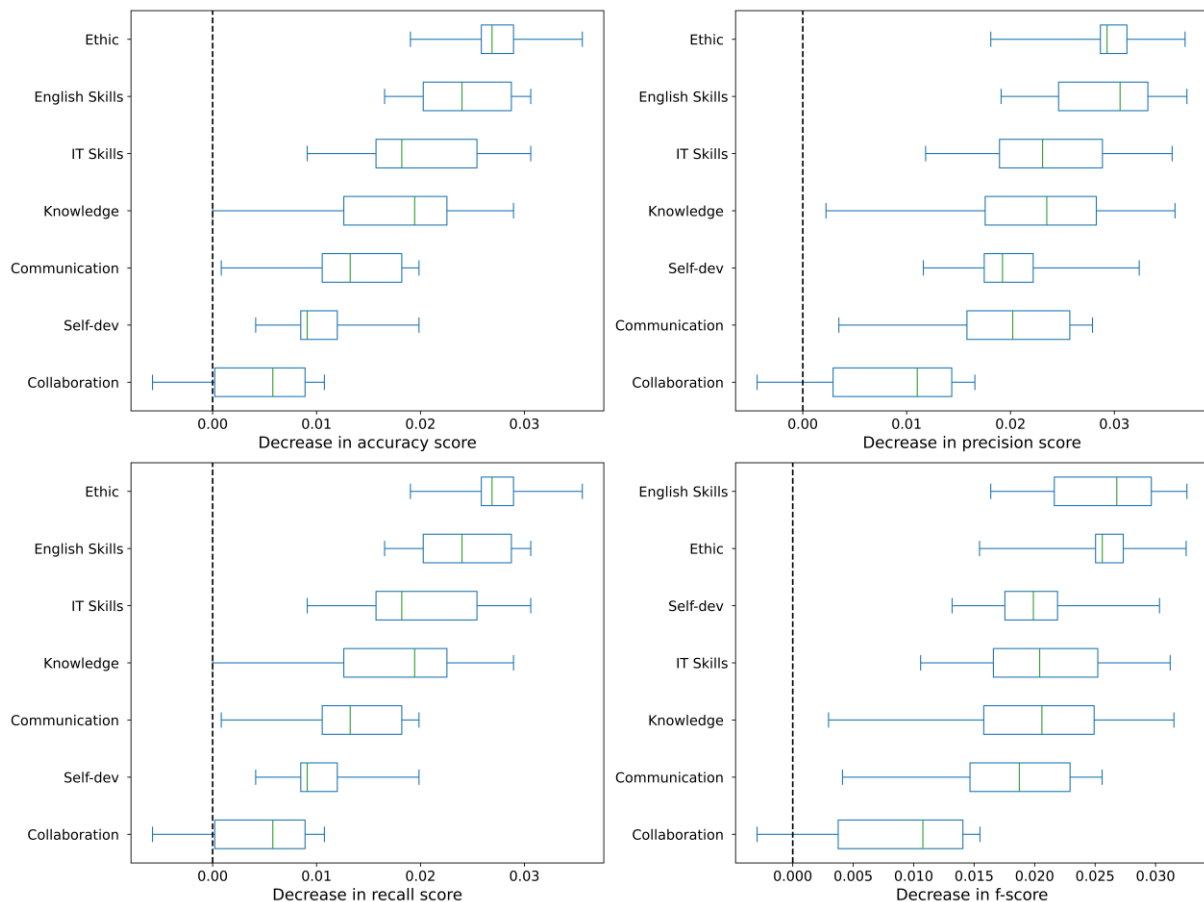 Ethic
English Skills
IT Skills
Knowledge
Communication
Self-dev
Collaboration
0.00 0.01 0.02 0.03
Decrease in accuracy score
Ethic
English Skills
IT Skills
Knowledge
Self-dev
Communication
Collaboration
0.00 0.01 0.02 0.03
Decrease in precision score
Ethic
English Skills
IT Skills
Knowledge
Communication
Self-dev
Collaboration
0.00 0.01 0.02 0.03
Decrease in recall score
English Skills
Ethic
Self-dev
IT Skills
Knowledge
Communication
Collaboration
0.000 0.005 0.010 0.015 0.020 0.025 0.030
Decrease in f-score